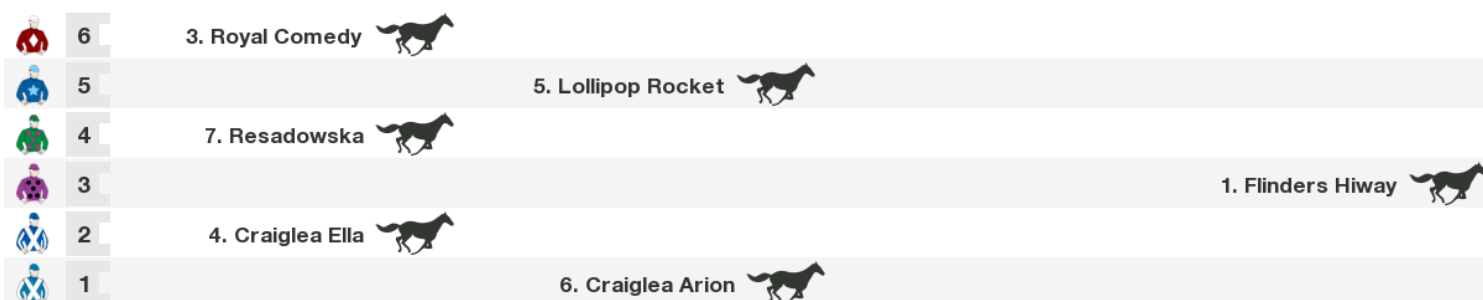 6 3. Royal Comedy
5 5. Lollipop Rocket
4 7. Resadowska
3 1. Flinders Hiway
2 4. Craiglea Ella
1 6. Craiglea Arion